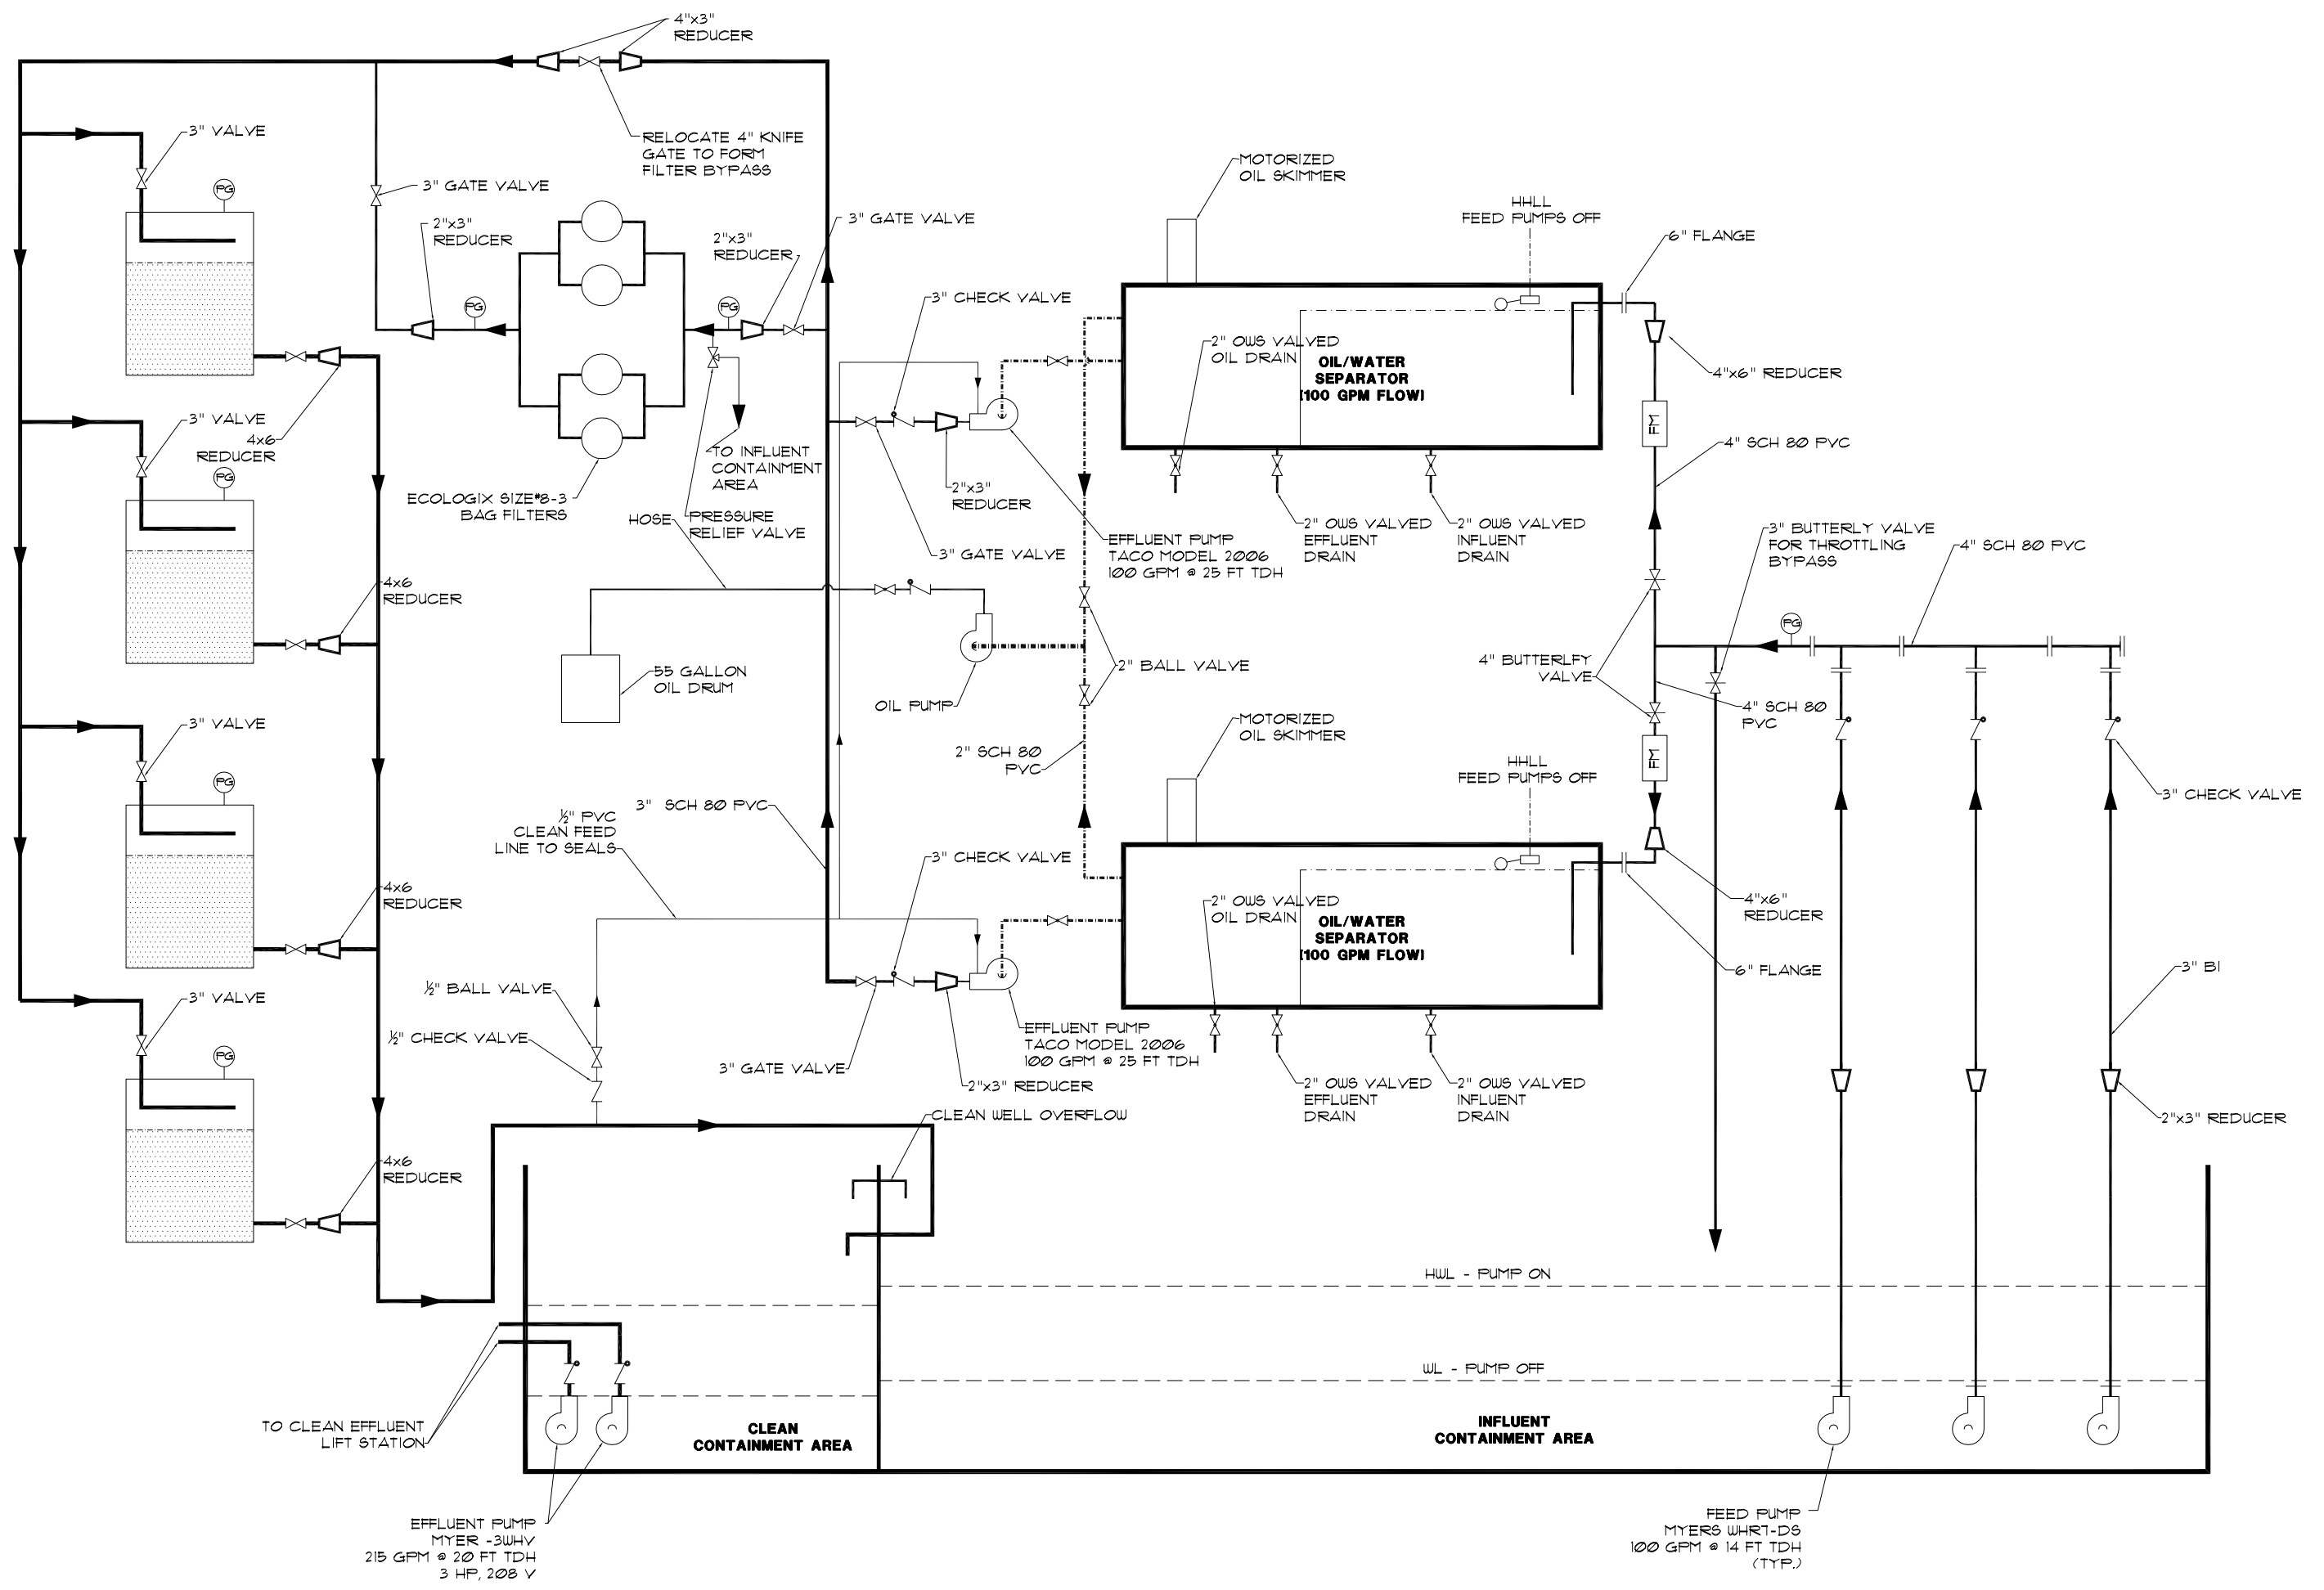 4"x3"
REDUCER
3" VALVE
RELOCATE 4" KNIFE
GATE TO FORM
FILTER BYPASS
PG
3" GATE VALVE
2"x3"
REDUCER
2"x3"
REDUCER
3" GATE VALVE
PG
PG
MOTORIZED
OIL SKIMMER
HHLL
FEED PUMPS OFF
6" FLANGE
3" CHECK VALVE
2" OWS VALVED
OIL DRAIN
OIL/WATER
SEPARATOR
(100 GPM FLOW)
4"x6" REDUCER
FM
4" SCH 80 PVC
3" VALVE
4x6
REDUCER
PG
TO INFLUENT
CONTAINMENT
AREA
ECOLOGIX SIZE#8-3
BAG FILTERS
HOSE
PRESSURE
RELIEF VALVE
2"x3"
REDUCER
3" GATE VALVE
EFFLUENT PUMP
TACO MODEL 2006
100 GPM @ 25 FT TDH
2" OWS VALVED
EFFLUENT
DRAIN
2" OWS VALVED
INFLUENT
DRAIN
3" BUTTERLY VALVE
FOR THROTTLING
BYPASS
4" SCH 80 PVC
4x6
REDUCER
PG
55 GALLON
OIL DRUM
OIL PUMP
2" BALL VALVE
4" BUTTERLFY
VALVE
4" SCH 80
PVC
3" VALVE
MOTORIZED
OIL SKIMMER
2" SCH 80
PVC
HHLL
FEED PUMPS OFF
FM
PG
3" CHECK VALVE
3" SCH 80 PVC
½" PVC
CLEAN FEED
LINE TO SEALS
3" CHECK VALVE
4x6
REDUCER
2" OWS VALVED
OIL DRAIN
OIL/WATER
SEPARATOR
(100 GPM FLOW)
4"x6"
REDUCER
6" FLANGE
3" BI
3" VALVE
½" BALL VALVE
½" CHECK VALVE
PG
3" GATE VALVE
EFFLUENT PUMP
TACO MODEL 2006
100 GPM @ 25 FT TDH
2"x3" REDUCER
2" OWS VALVED
EFFLUENT
DRAIN
2" OWS VALVED
INFLUENT
DRAIN
2"x3" REDUCER
CLEAN WELL OVERFLOW
4x6
REDUCER
HWL - PUMP ON
WL - PUMP OFF
TO CLEAN EFFLUENT
LIFT STATION
CLEAN
CONTAINMENT AREA
INFLUENT
CONTAINMENT AREA
EFFLUENT PUMP
MYER -3WHV
215 GPM @ 20 FT TDH
3 HP, 208 V
FEED PUMP
MYERS WHR7-DS
100 GPM @ 14 FT TDH
(TYP.)